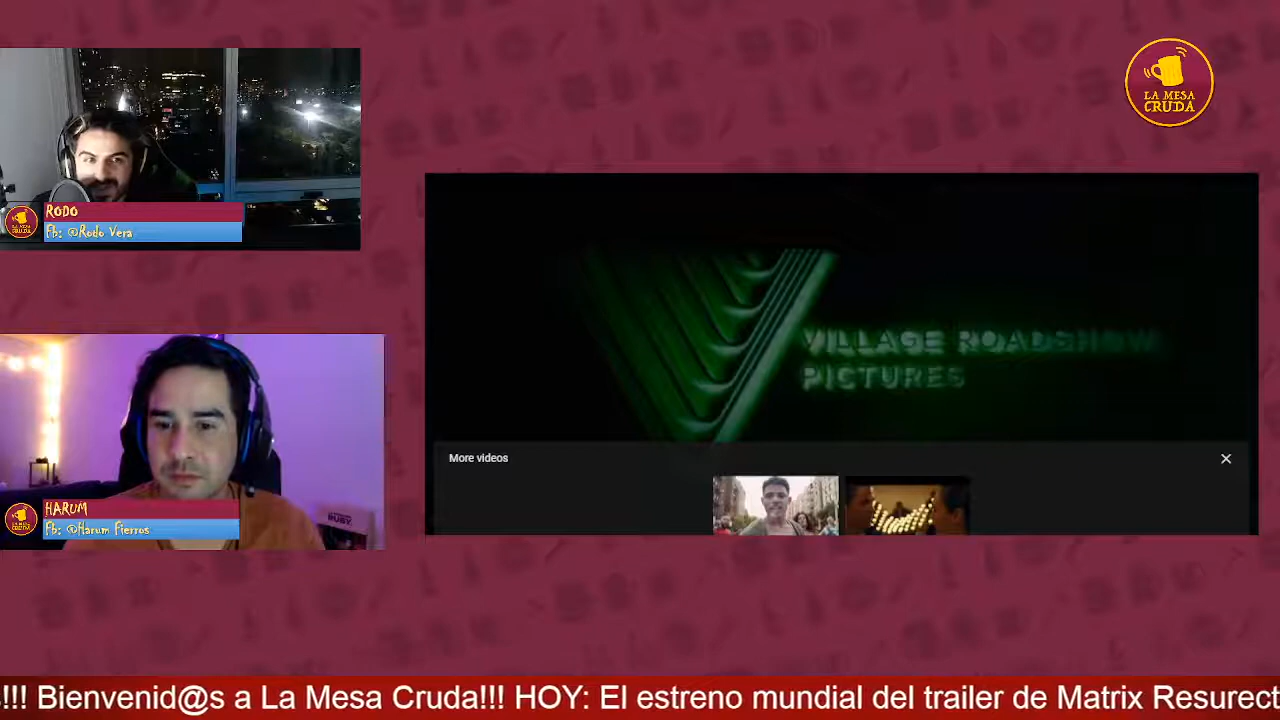 LA MESA
CRUDA
RODO
Fb: @Rodo Vera
VILLAGE ROADSHOW
PICTURES
More videos
HARUM
Fb: @Harum Fierros
RUBY.
!!! Bienvenid@s a La Mesa Cruda!!! HOY: El estreno mundial del trailer de Matrix Resurect